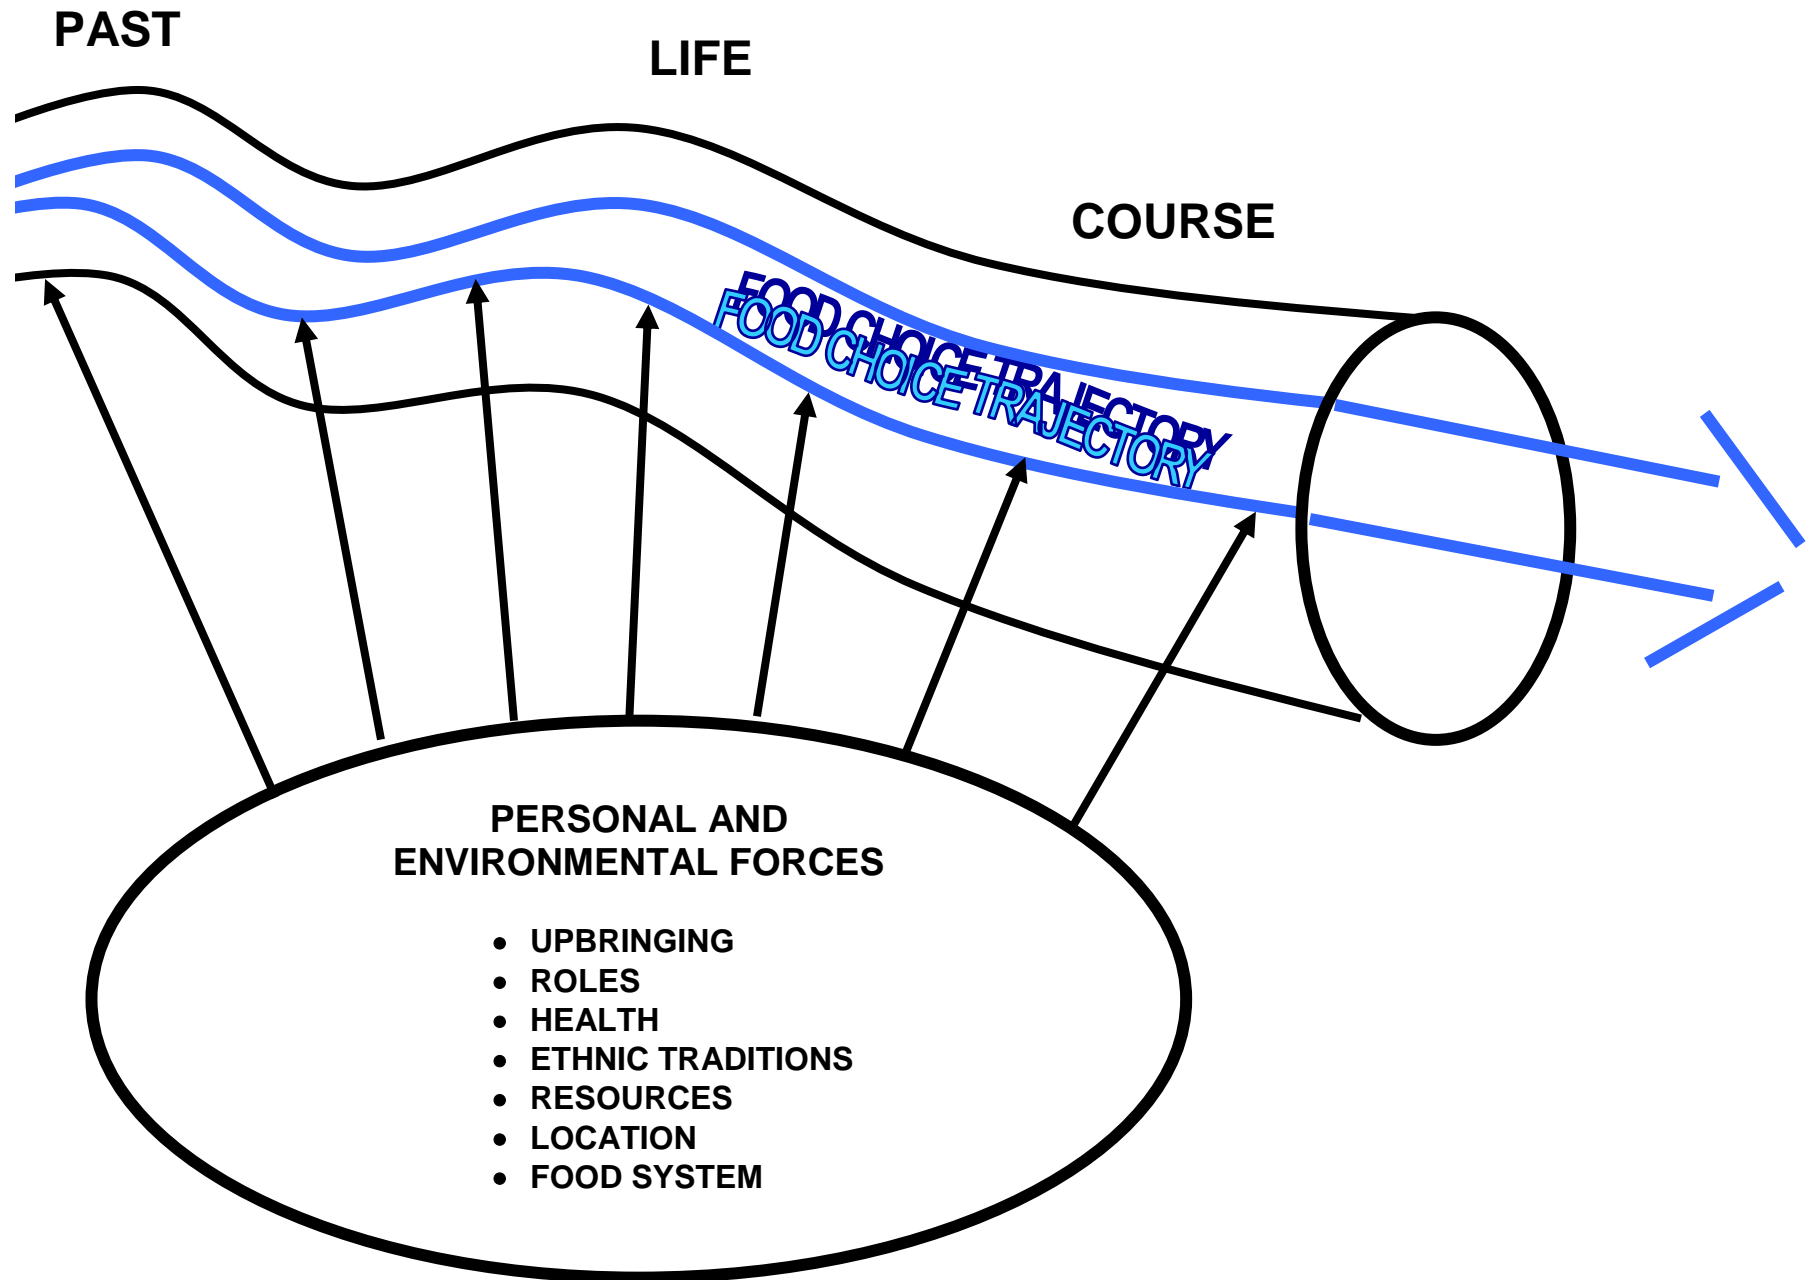 PAST
LIFE
COURSE
FOOD CHOICE TRAJECTORY
PERSONAL AND
ENVIRONMENTAL FORCES
• UPBRINGING
• ROLES
• HEALTH
• ETHNIC TRADITIONS
• RESOURCES
• LOCATION
• FOOD SYSTEM